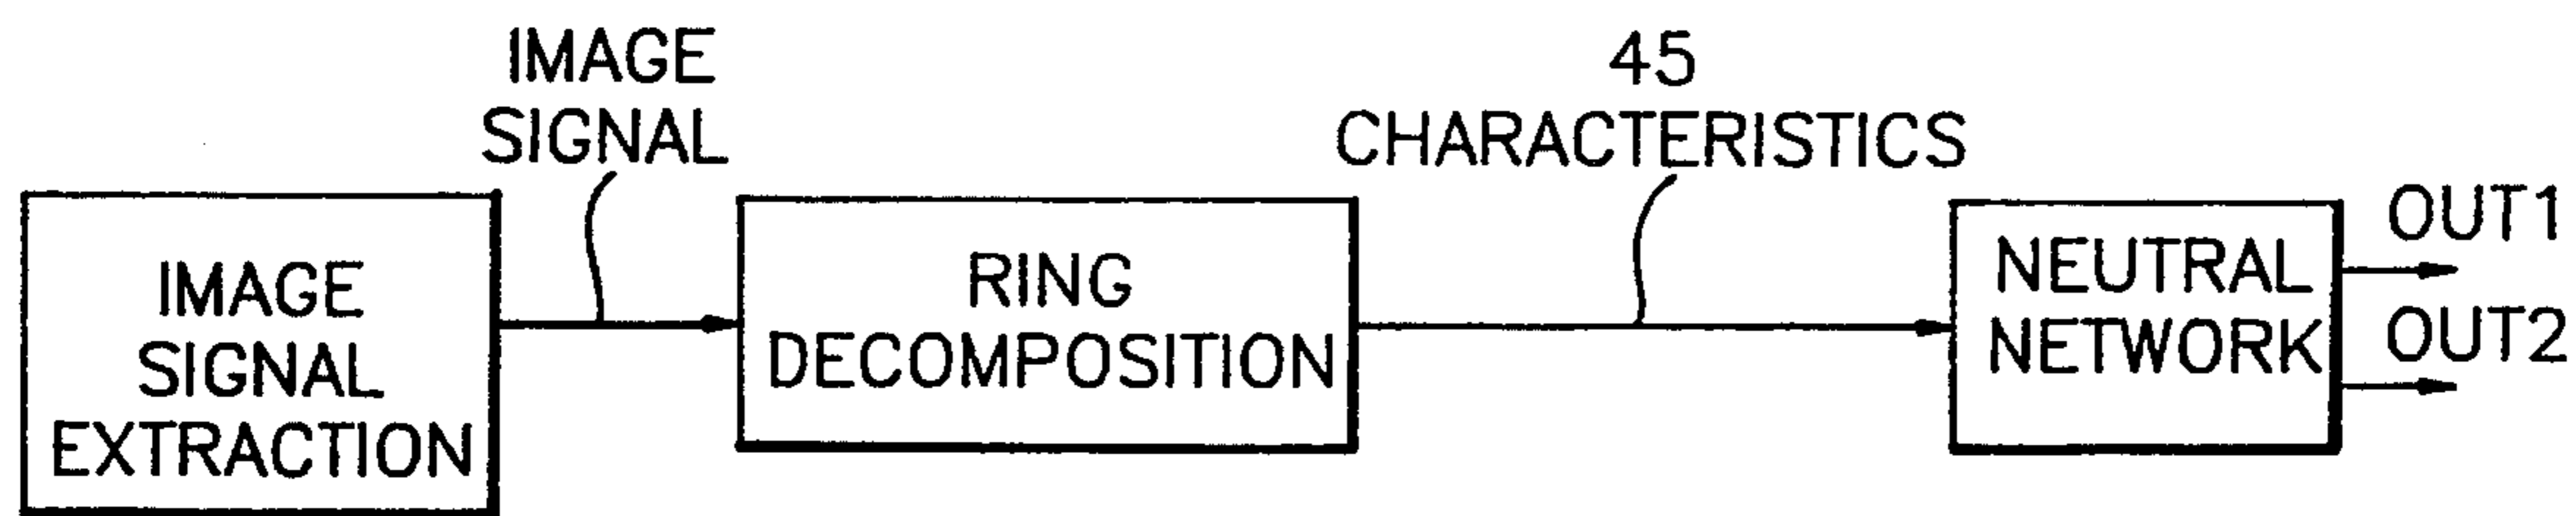 IMAGE
SIGNAL
45
CHARACTERISTICS
IMAGE
SIGNAL
EXTRACTION
RING
DECOMPOSITION
NEUTRAL
NETWORK
OUT1
OUT2